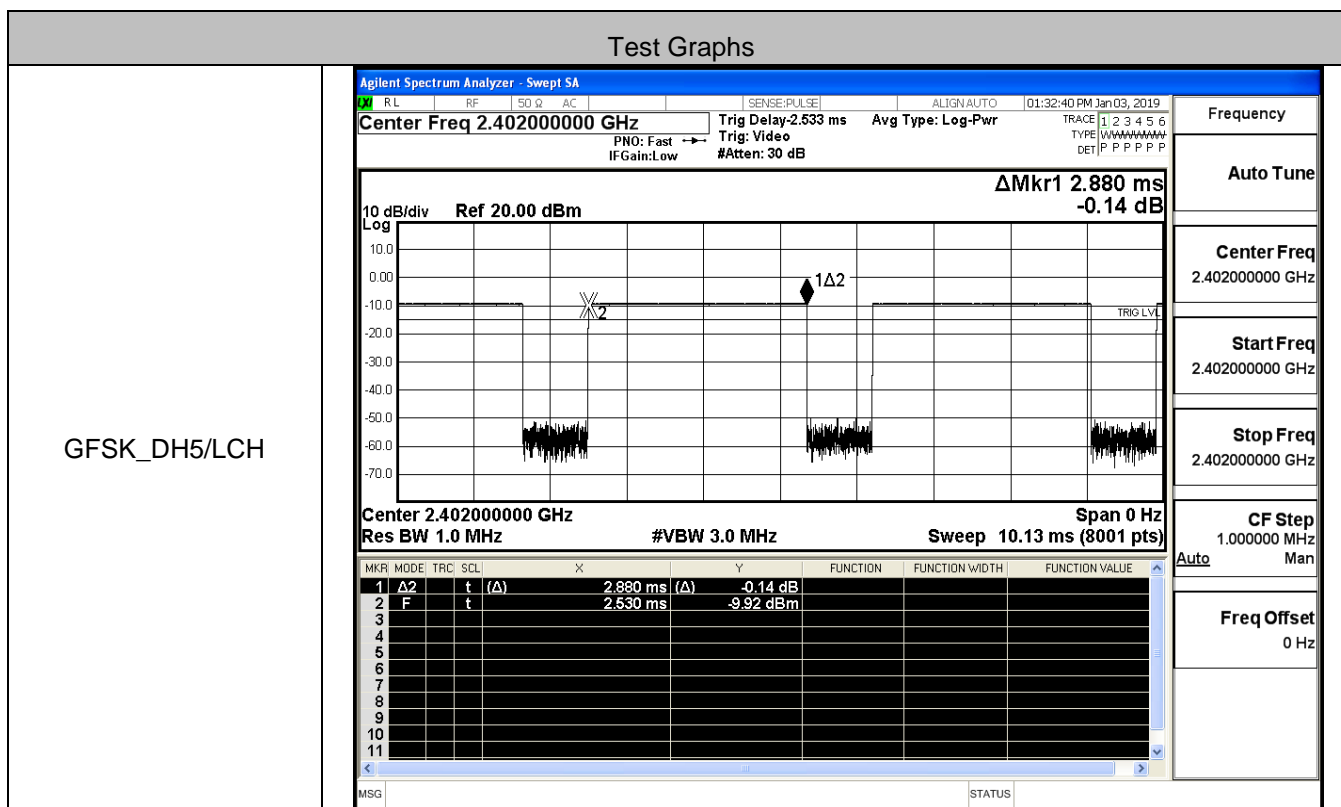 Test Graphs
GFSK_DH5/LCH
Agilent Spectrum Analyzer - Swept SA
LXI RL RF 50 Ω AC SENSE:PULSE ALIGN AUTO 01:32:40 PM Jan 03, 2019
Center Freq 2.402000000 GHz
PNO: Fast
IFGain:Low
Trig Delay-2.533 ms
Trig: Video
#Atten: 30 dB
Avg Type: Log-Pwr
TRACE 1 2 3 4 5 6
TYPE
DET P P P P P P
ΔMkr1 2.880 ms
-0.14 dB
10 dB/div Ref 20.00 dBm
Log
10.0
0.00
-10.0
-20.0
-30.0
-40.0
-50.0
-60.0
-70.0
2
1Δ2
TRIG LVL
Center 2.402000000 GHz Span 0 Hz
Res BW 1.0 MHz #VBW 3.0 MHz Sweep 10.13 ms (8001 pts)
MKR MODE TRC SCL X Y FUNCTION FUNCTION WIDTH FUNCTION VALUE
1 Δ2 t (Δ) 2.880 ms (Δ) -0.14 dB
2 F t 2.530 ms -9.92 dBm
3
4
5
6
7
8
9
10
11
MSG STATUS
Frequency
Auto Tune
Center Freq
2.402000000 GHz
Start Freq
2.402000000 GHz
Stop Freq
2.402000000 GHz
CF Step
1.000000 MHz
Auto Man
Freq Offset
0 Hz